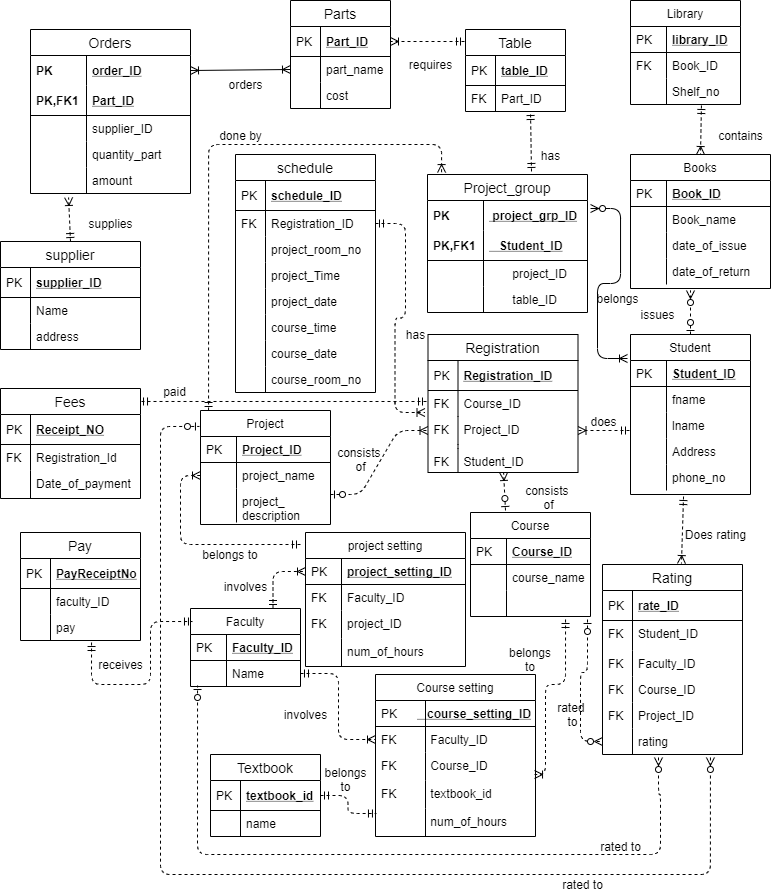 Orders
PK order_ID
PK,FK1 Part_ID
supplier_ID
quantity_part
amount
Parts
PK Part_ID
part_name
cost
orders
requires
Table
PK table_ID
FK Part_ID
Library
PK library_ID
FK Book_ID
Shelf_no
contains
has
done by
supplies
supplier
PK supplier_ID
Name
address
schedule
PK schedule_ID
FK Registration_ID
project_room_no
project_Time
project_date
course_time
course_date
course_room_no
Project_group
PK project_grp_ID
PK,FK1 Student_ID
project_ID
table_ID
Books
PK Book_ID
Book_name
date_of_issue
date_of_return
belongs
issues
has
Registration
PK Registration_ID
FK Course_ID
FK Project_ID
FK Student_ID
Student
PK Student_ID
fname
lname
Address
phone_no
does
paid
Fees
PK Receipt_NO
FK Registration_Id
Date_of_payment
Project
PK Project_ID
project_name
project_
description
consists
of
consists
of
Course
PK Course_ID
course_name
Does rating
belongs to
Pay
PK PayReceiptNo
faculty_ID
pay
project setting
PK project_setting_ID
FK Faculty_ID
FK project_ID
num_of_hours
involves
Faculty
PK Faculty_ID
Name
receives
Rating
PK rate_ID
FK Student_ID
FK Faculty_ID
FK Course_ID
FK Project_ID
rating
belongs
to
rated
to
involves
Course setting
PK course_setting_ID
FK Faculty_ID
FK Course_ID
FK textbook_id
num_of_hours
Textbook
PK textbook_id
name
belongs
to
rated to
rated to